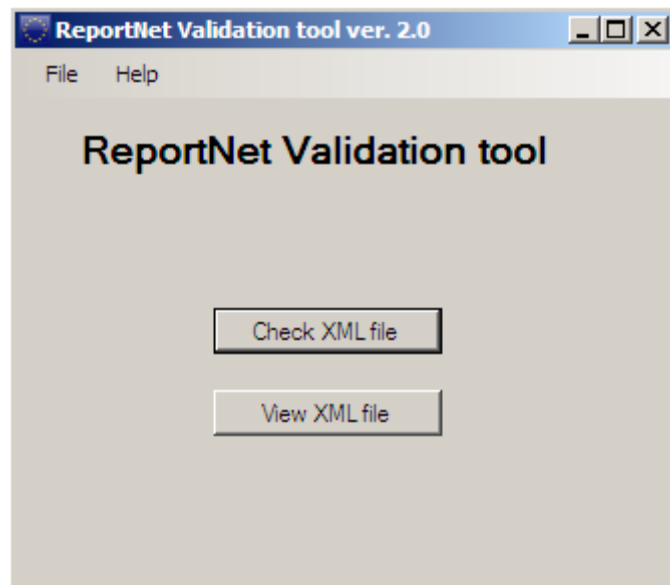 ReportNet Validation tool ver. 2.0
File Help
ReportNet Validation tool
Check XML file
View XML file